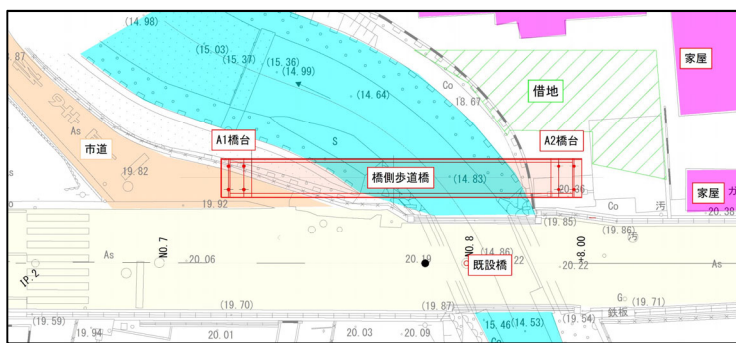 (14.98)
(15.03)
(15.37)
(15.36)
(14.99)
(14.64)
Co
18.67
家屋
借地
3.87
As
市道
A1橋台
A2橋台
S
橋側歩道橋
(14.83)
20.36
家屋
19.82
19.92
Co
汚
20.38
(19.85)
(19.86)
汚
As
NO.7
20.06
20.19
NO.8
(14.86)
既設橋
+8.00
20.22
As
IP.2
(19.70)
(19.87)
G
(19.71)
鉄板
(19.59)
19.94
20.01
20.03
20.09
15.46
(14.53)
(19.54)
Co